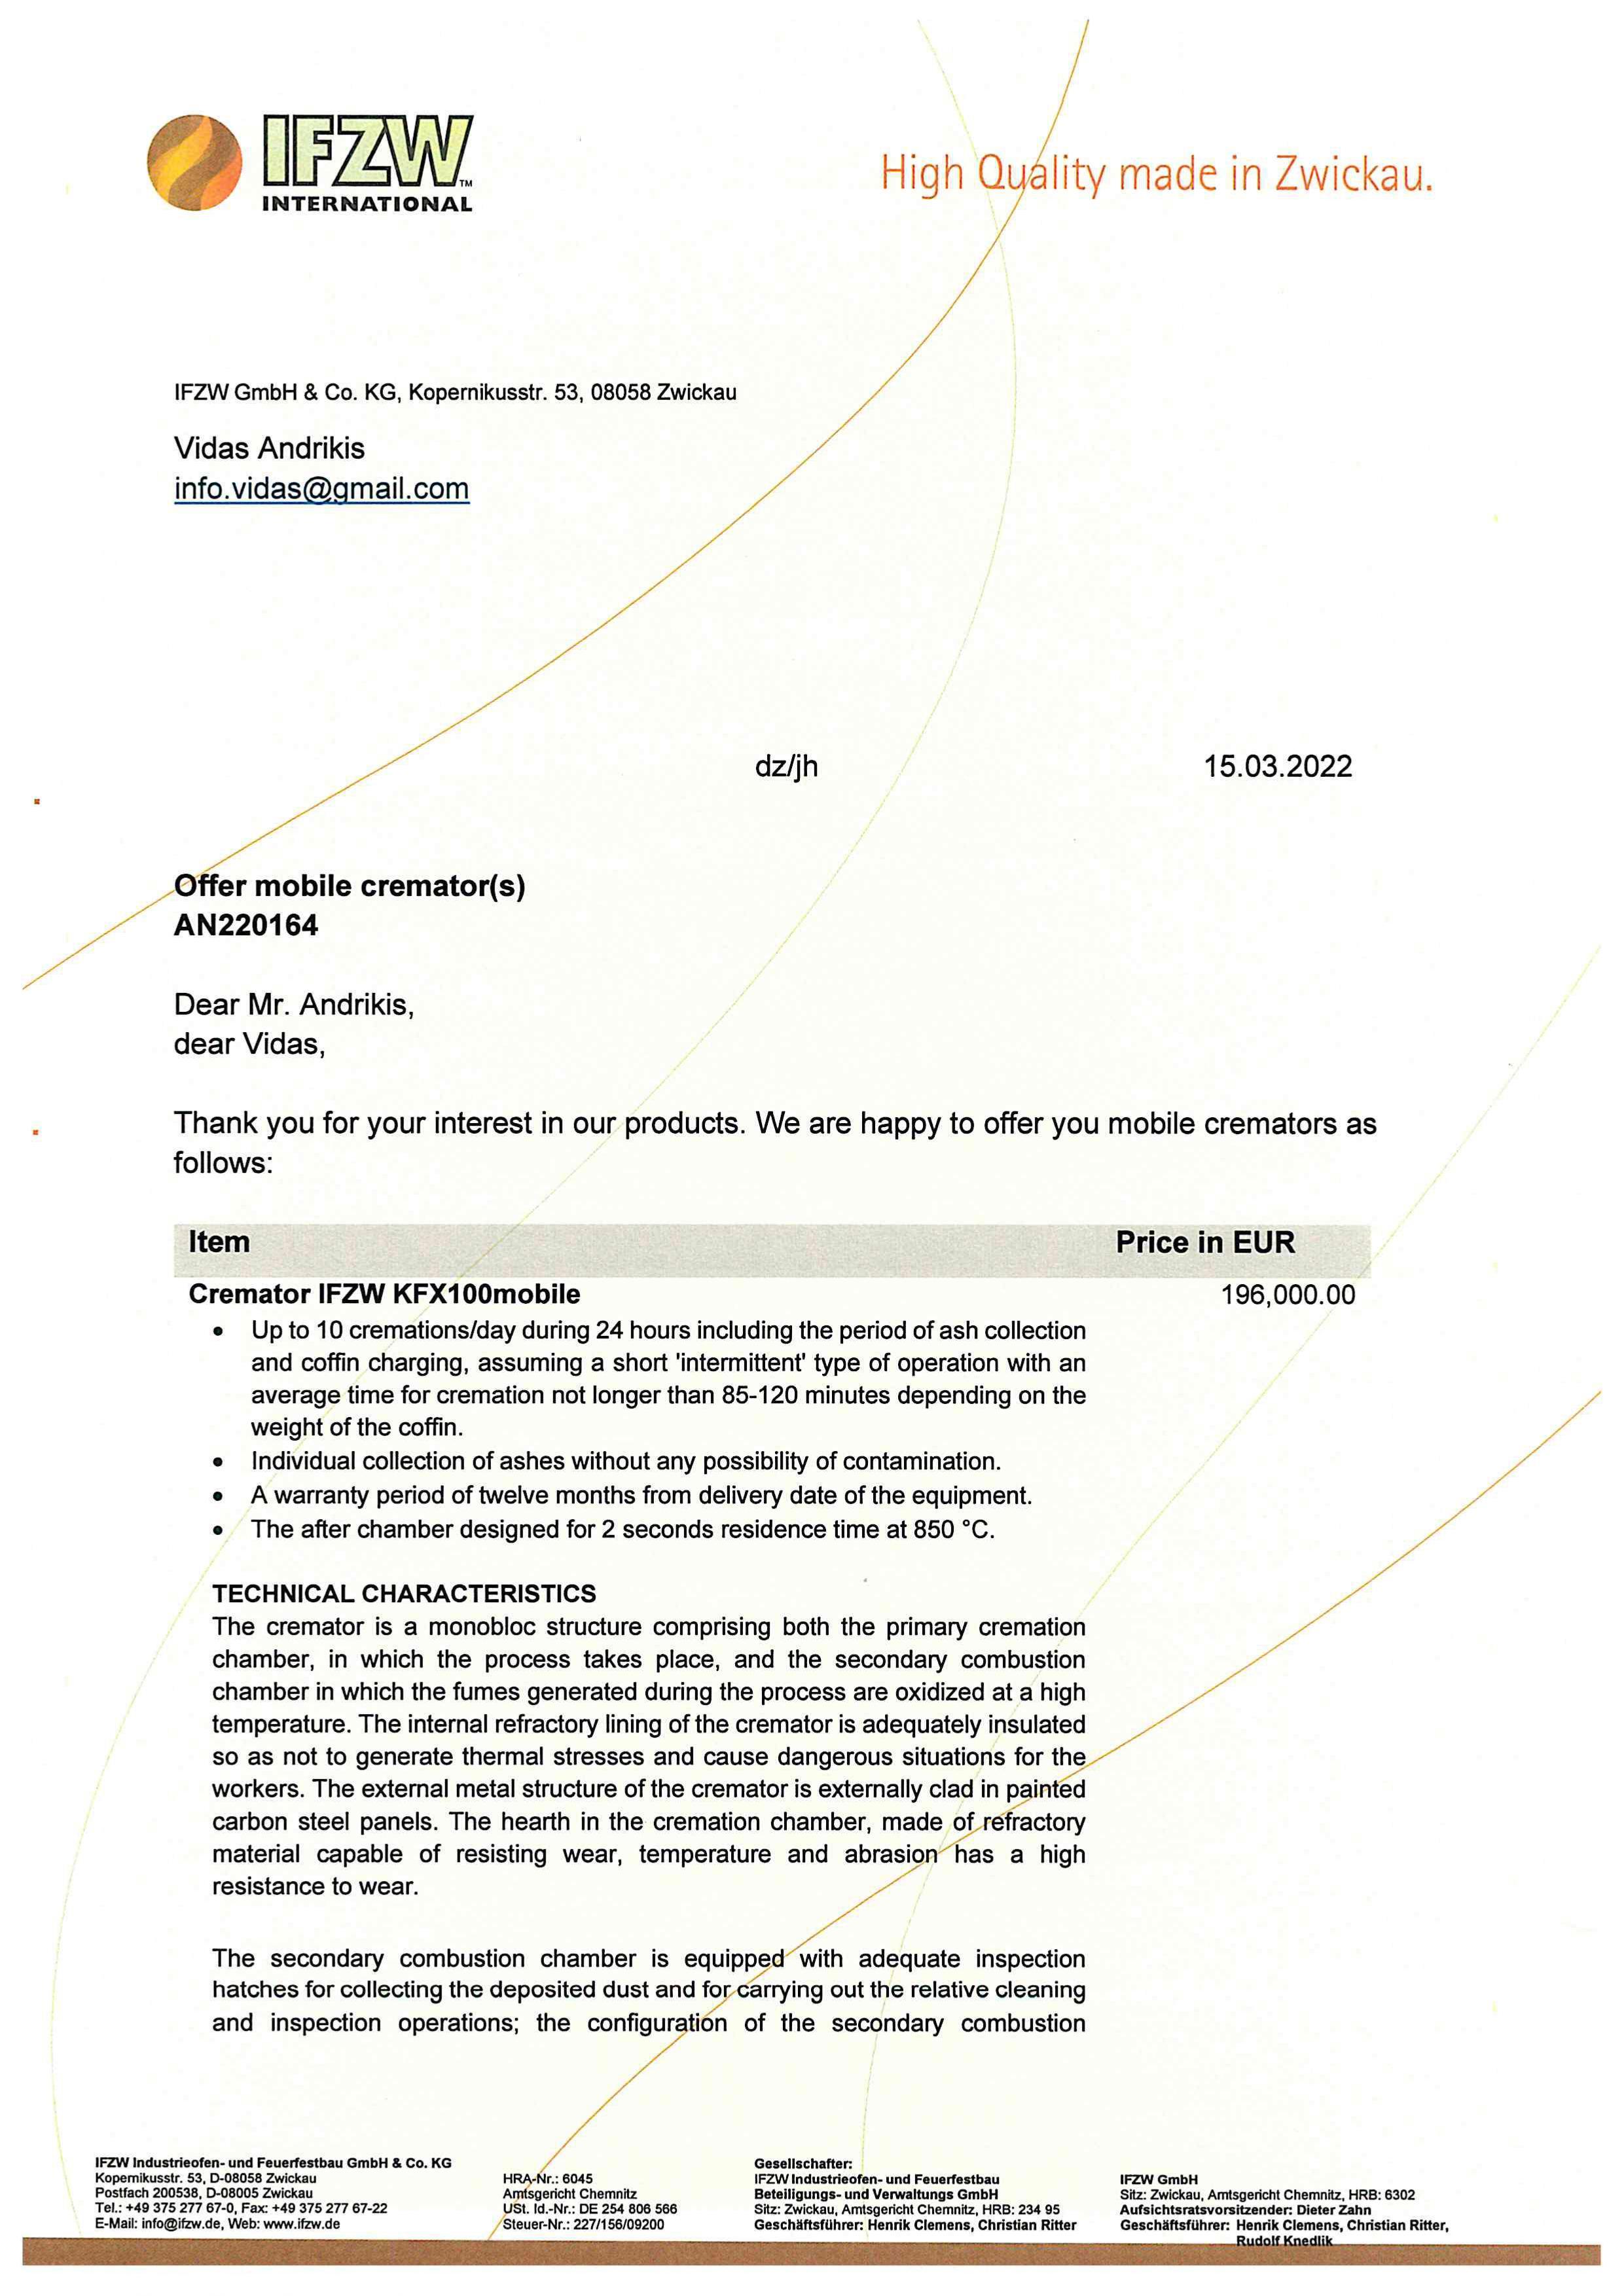 IFZW
TM
INTERNATIONAL
High Quality made in Zwickau.
IFZW GmbH & Co. KG, Kopernikusstr. 53, 08058 Zwickau
Vidas Andrikis
info.vidas@gmail.com
dz/jh
15.03.2022
Offer mobile cremator(s)
AN220164
Dear Mr. Andrikis,
dear Vidas,
Thank you for your interest in our products. We are happy to offer you mobile cremators as
follows:
Item Price in EUR
Cremator IFZW KFX100mobile 196,000.00
• Up to 10 cremations/day during 24 hours including the period of ash collection
and coffin charging, assuming a short 'intermittent' type of operation with an
average time for cremation not longer than 85-120 minutes depending on the
weight of the coffin.
• Individual collection of ashes without any possibility of contamination.
• A warranty period of twelve months from delivery date of the equipment.
• The after chamber designed for 2 seconds residence time at 850 °C.
TECHNICAL CHARACTERISTICS
The cremator is a monobloc structure comprising both the primary cremation
chamber, in which the process takes place, and the secondary combustion
chamber in which the fumes generated during the process are oxidized at a high
temperature. The internal refractory lining of the cremator is adequately insulated
so as not to generate thermal stresses and cause dangerous situations for the
workers. The external metal structure of the cremator is externally clad in painted
carbon steel panels. The hearth in the cremation chamber, made of refractory
material capable of resisting wear, temperature and abrasion has a high
resistance to wear.
The secondary combustion chamber is equipped with adequate inspection
hatches for collecting the deposited dust and for carrying out the relative cleaning
and inspection operations; the configuration of the secondary combustion
IFZW Industrieofen- und Feuerfestbau GmbH & Co. KG
Kopernikusstr. 53, D-08058 Zwickau
Postfach 200538, D-08005 Zwickau
Tel.: +49 375 277 67-0, Fax: +49 375 277 67-22
E-Mail: info@ifzw.de, Web: www.ifzw.de
HRA-Nr.: 6045
Amtsgericht Chemnitz
USt. Id.-Nr.: DE 254 806 566
Steuer-Nr.: 227/156/09200
Gesellschafter:
IFZW Industrieofen- und Feuerfestbau
Beteiligungs- und Verwaltungs GmbH
Sitz: Zwickau, Amtsgericht Chemnitz, HRB: 234 95
Geschäftsführer: Henrik Clemens, Christian Ritter
IFZW GmbH
Sitz: Zwickau, Amtsgericht Chemnitz, HRB: 6302
Aufsichtsratsvorsitzender: Dieter Zahn
Geschäftsführer: Henrik Clemens, Christian Ritter,
Rudolf Knedlik